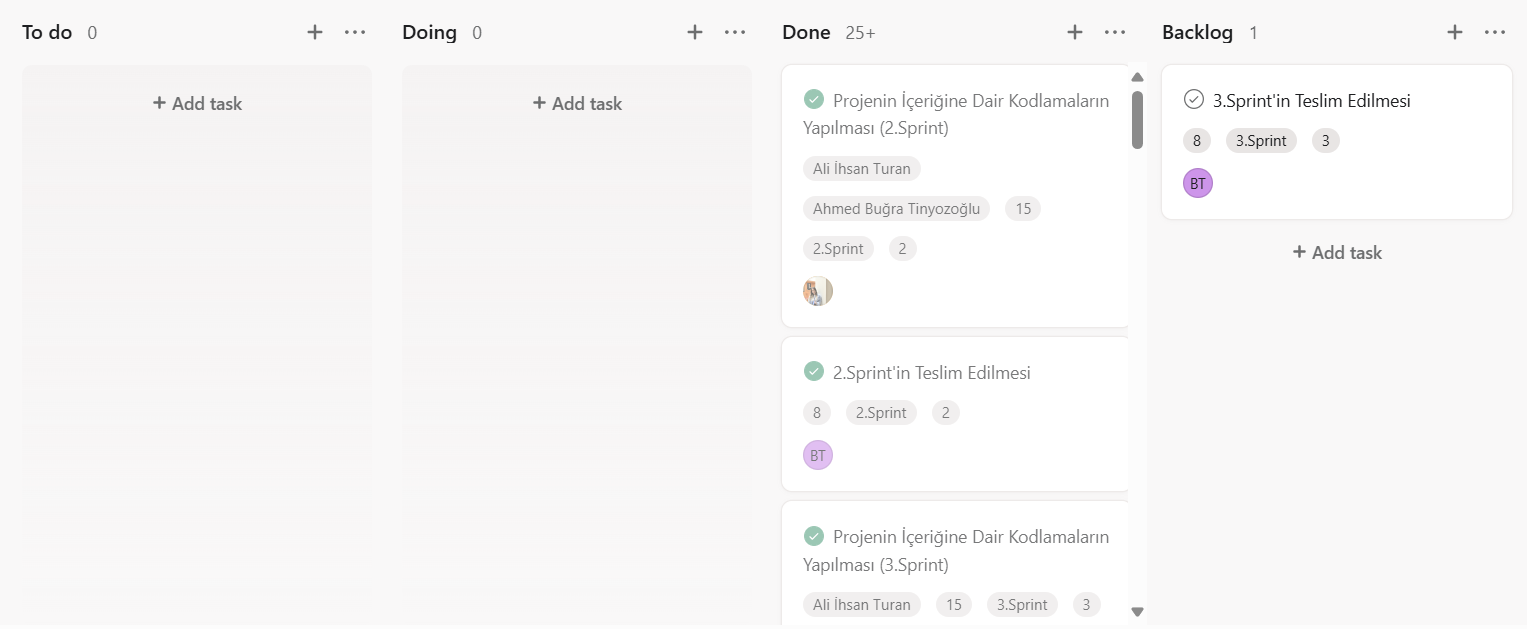 To do 0
+ Add task
Doing 0
+ Add task
Done 25+
Projenin İçeriğine Dair Kodlamaların
Yapılması (2.Sprint)
Ali İhsan Turan
Ahmed Buğra Tinyozoğlu 15
2.Sprint 2
2.Sprint'in Teslim Edilmesi
8 2.Sprint 2
BT
Projenin İçeriğine Dair Kodlamaların
Yapılması (3.Sprint)
Ali İhsan Turan 15 3.Sprint 3
Backlog 1
3.Sprint'in Teslim Edilmesi
8 3.Sprint 3
BT
+ Add task